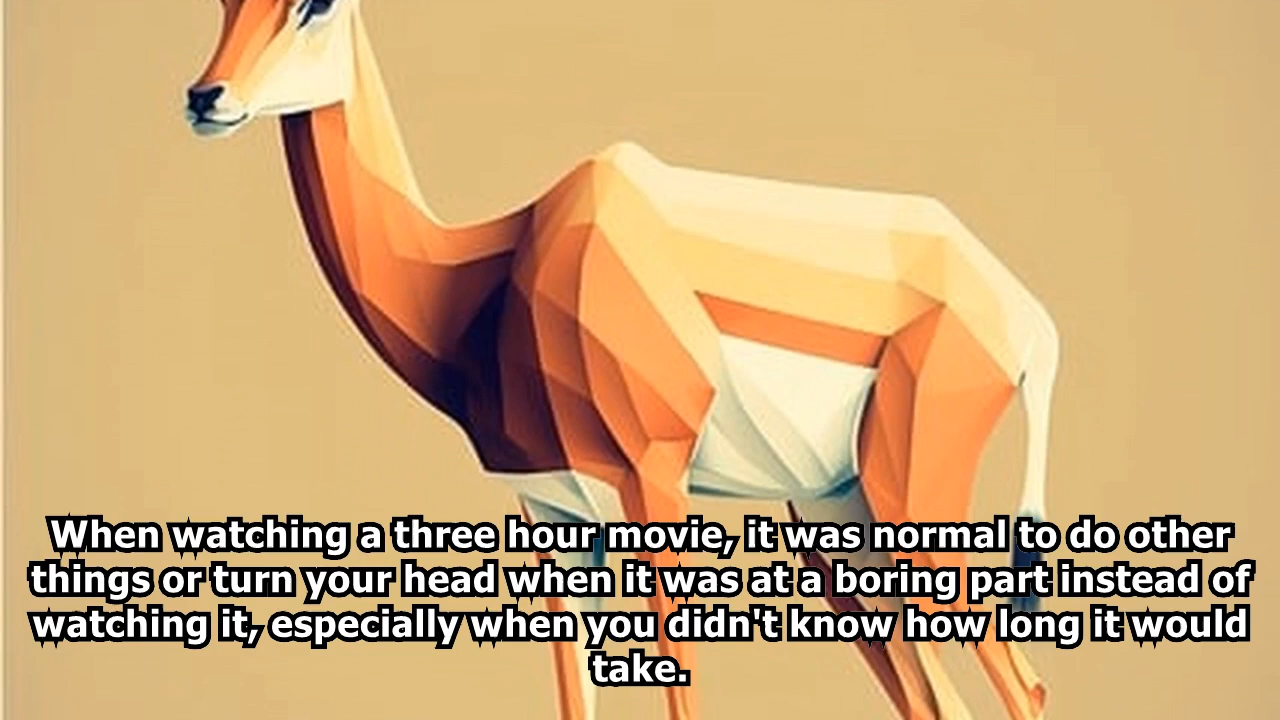 When watching a three hour movie, it was normal to do other
things or turn your head when it was at a boring part instead of
watching it, especially when you didn't know how long it would
take.